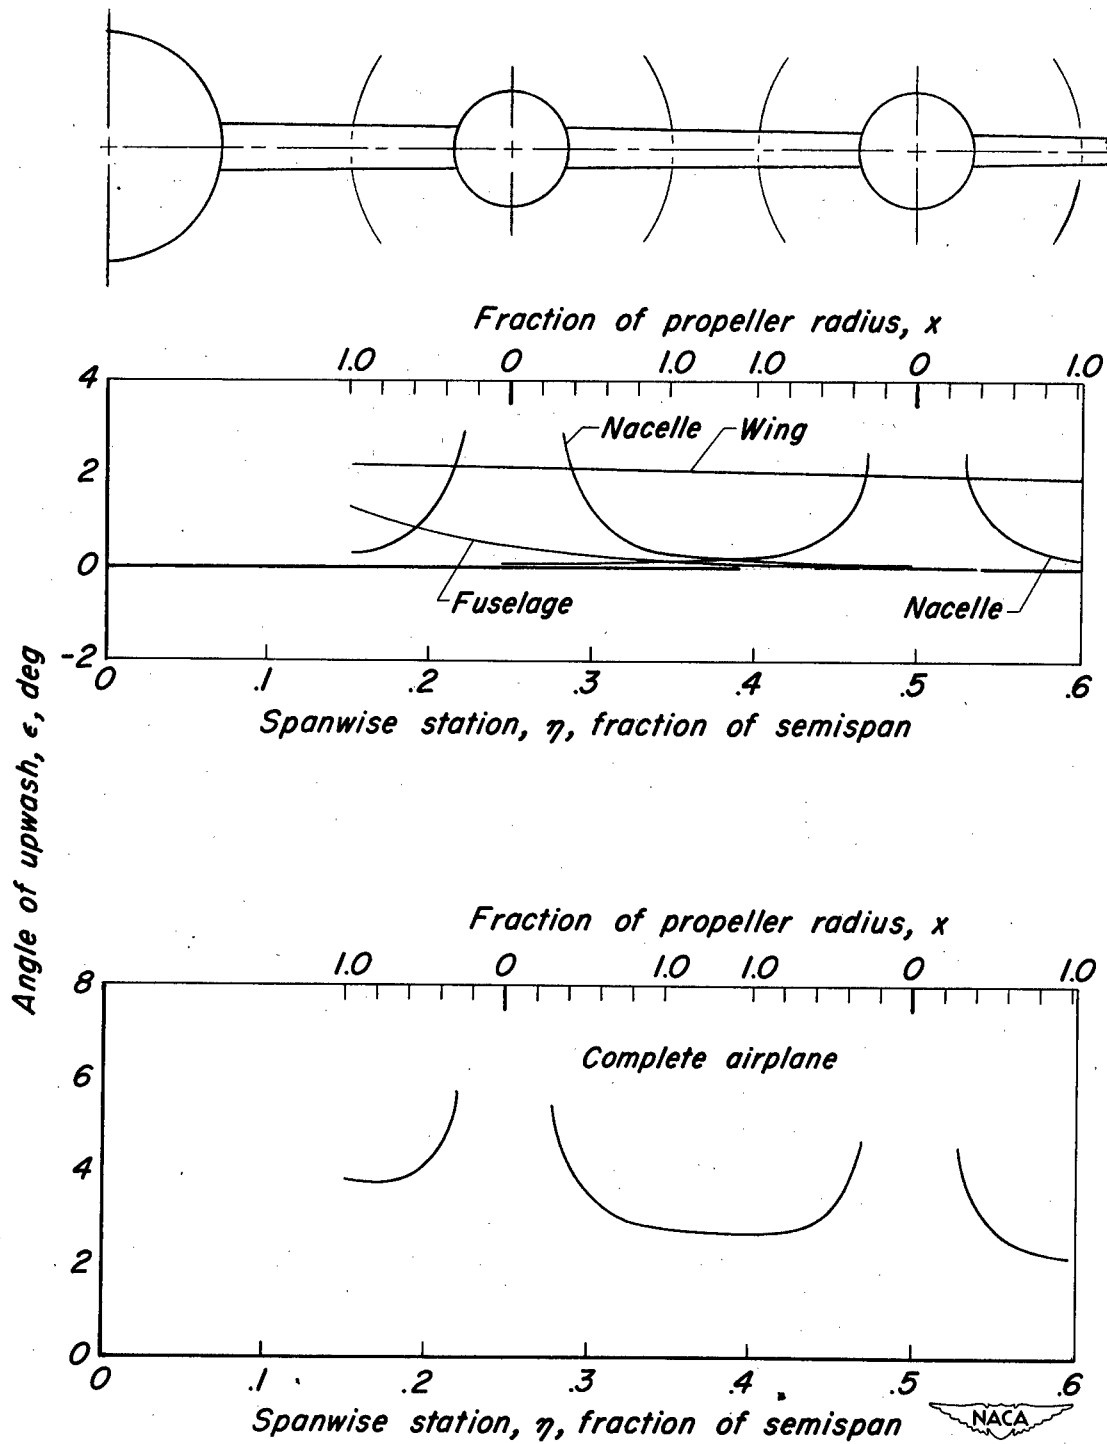 Fraction of propeller radius, x
1.0 0 1.0 1.0 0 1.0
4
Nacelle Wing
2
0
Fuselage Nacelle
-2
0 .1 .2 .3 .4 .5 .6
Spanwise station, η, fraction of semispan
Angle of upwash, ϵ, deg
Fraction of propeller radius, x
1.0 0 1.0 1.0 0 1.0
8
Complete airplane
6
4
2
0
0 .1 .2 .3 .4 .5 .6
Spanwise station, η, fraction of semispan
NACA